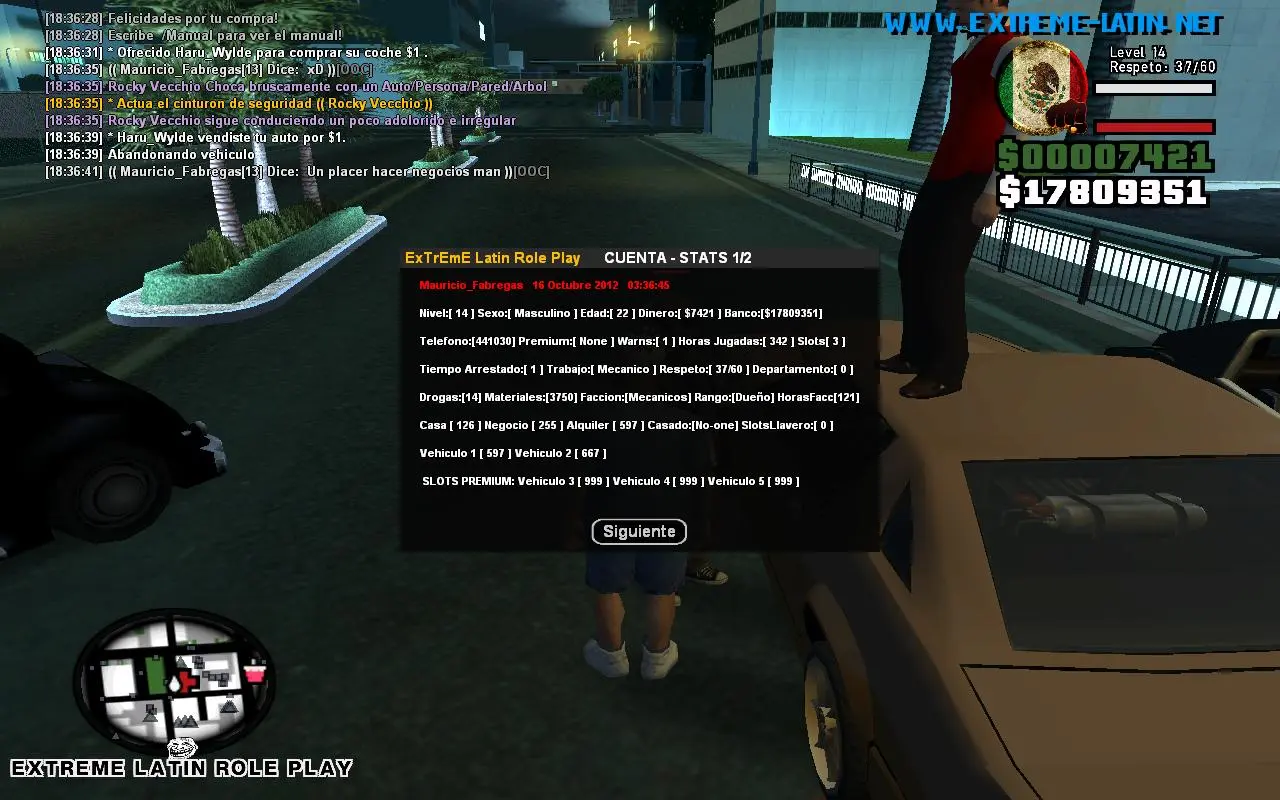 [18:36:28] Felicidades por tu compra!
[18:36:28] Escribe /Manual para ver el manual!
[18:36:31] * Ofrecido Haru_Wylde para comprar su coche $1 .
[18:36:35] (( Mauricio_Fabregas[13] Dice: xD ))[OOC]
[18:36:35] Rocky Vecchio Choca bruscamente con un Auto/Persona/Pared/Arbol
[18:36:35] * Actua el cinturon de seguridad (( Rocky Vecchio ))
[18:36:35] Rocky Vecchio sigue conduciendo un poco adolorido e irregular
[18:36:39] * Haru_Wylde vendiste tu auto por $1.
[18:36:39] Abandonando vehiculo
[18:36:41] (( Mauricio_Fabregas[13] Dice: Un placer hacer negocios man ))[OOC]
WWW.EXTREME-LATIN.NET
Level 14
Respeto: 37/60
$00007421
$17809351
ExTrEmE Latin Role Play CUENTA - STATS 1/2
Mauricio_Fabregas 16 Octubre 2012 03:36:45
Nivel:[ 14 ] Sexo:[ Masculino ] Edad:[ 22 ] Dinero:[ $7421 ] Banco:[$17809351]
Telefono:[441030] Premium:[ None ] Warns:[ 1 ] Horas Jugadas:[ 342 ] Slots[ 3 ]
Tiempo Arrestado:[ 1 ] Trabajo:[ Mecanico ] Respeto:[ 37/60 ] Departamento:[ 0 ]
Drogas:[14] Materiales:[3750] Faccion:[Mecanicos] Rango:[Dueño] HorasFacc[121]
Casa [ 126 ] Negocio [ 255 ] Alquiler [ 597 ] Casado:[No-one] SlotsLlavero:[ 0 ]
Vehiculo 1 [ 597 ] Vehiculo 2 [ 667 ]
SLOTS PREMIUM: Vehiculo 3 [ 999 ] Vehiculo 4 [ 999 ] Vehiculo 5 [ 999 ]
Siguiente
EXTREME LATIN ROLE PLAY